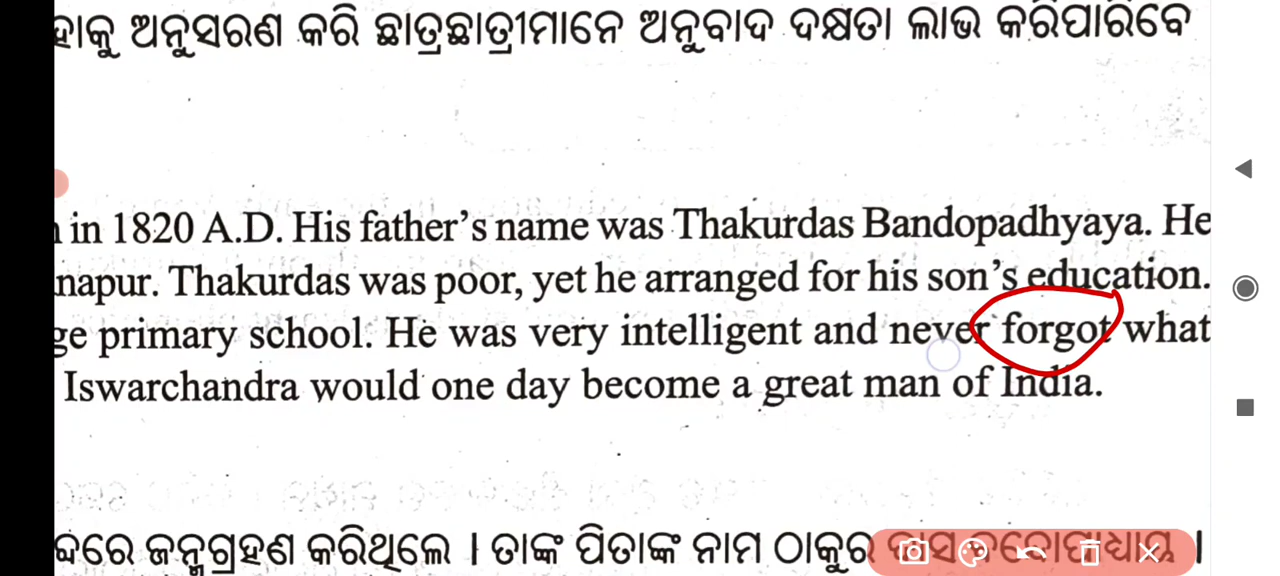 ହାକୁ ଅନୁସରଣ କରି ଛାତ୍ରଛାତ୍ରୀମାନେ ଅନୁବାଦ ଦକ୍ଷତା ଲାଭ କରିପାରିବେ
in 1820 A.D. His father's name was Thakurdas Bandopadhyaya. He
napur. Thakurdas was poor, yet he arranged for his son's education.
ge primary school. He was very intelligent and never forgot what
Iswarchandra would one day become a great man of India.
ଜନ୍ମଗ୍ରହଣ କରିଥିଲେ । ତାଙ୍କ ପିତାଙ୍କ ନାମ ଠାକୁର